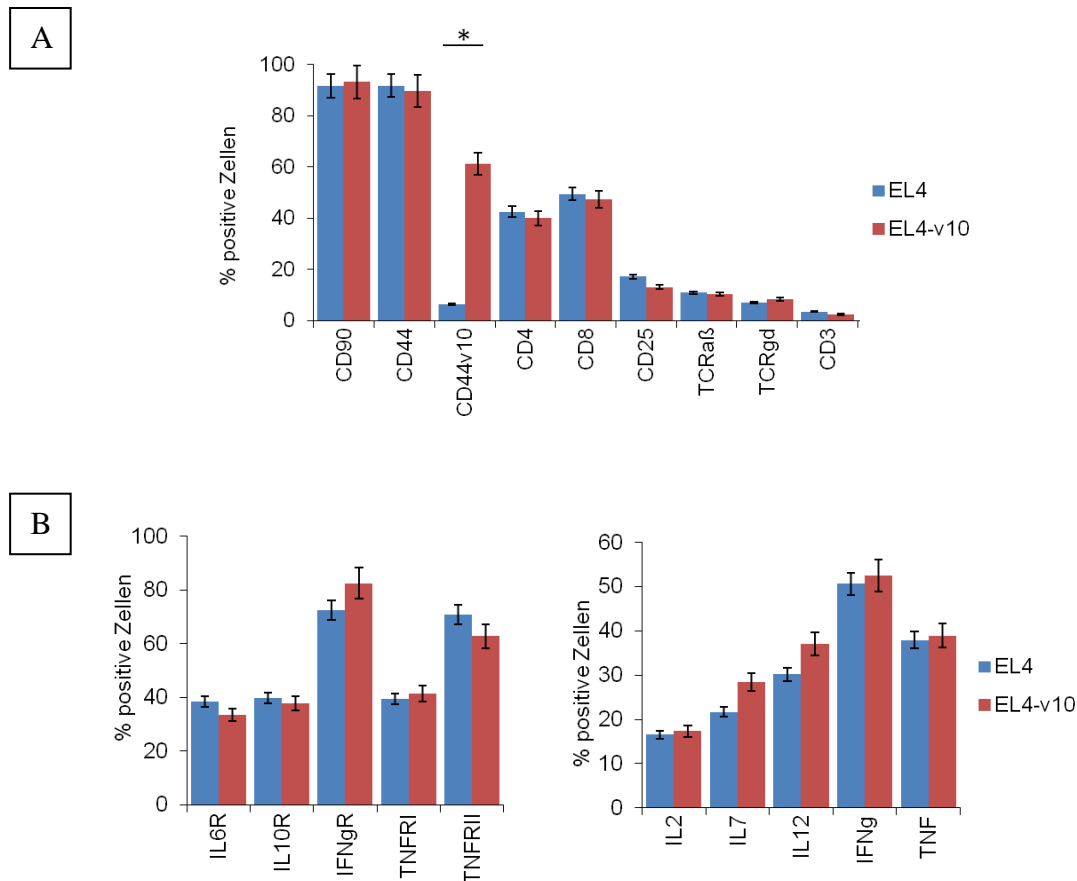 A
*
% positive Zellen
100
80
60
40
20
0
CD90
CD44
CD44v10
CD4
CD8
CD25
TCRaß
TCRgd
CD3
EL4
EL4-v10
B
% positive Zellen
100
80
60
40
20
0
IL6R
IL10R
IFNgR
TNFRI
TNFRII
% positive Zellen
60
50
40
30
20
10
0
IL2
IL7
IL12
IFNg
TNF
EL4
EL4-v10